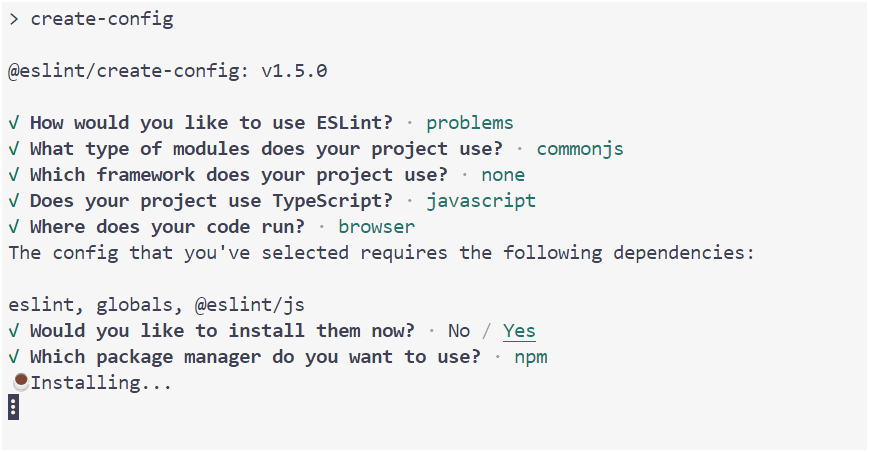 > create-config
@eslint/create-config: v1.5.0
√ How would you like to use ESLint? · problems
√ What type of modules does your project use? · commonjs
√ Which framework does your project use? · none
√ Does your project use TypeScript? · javascript
√ Where does your code run? · browser
The config that you've selected requires the following dependencies:
eslint, globals, @eslint/js
√ Would you like to install them now? · No / Yes
√ Which package manager do you want to use? · npm
☕Installing...